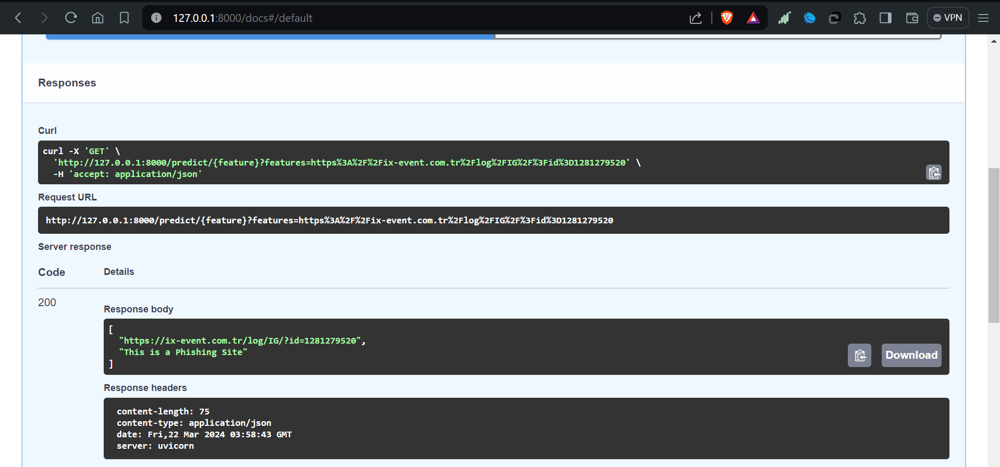 127.0.0.1:8000/docs#/default
VPN
Responses
Curl
curl -X 'GET' \
'http://127.0.0.1:8000/predict/{feature}?features=https%3A%2F%2Fix-event.com.tr%2Flog%2FIG%2F%3Fid%3D1281279520' \
-H 'accept: application/json'
Request URL
http://127.0.0.1:8000/predict/{feature}?features=https%3A%2F%2Fix-event.com.tr%2Flog%2FIG%2F%3Fid%3D1281279520
Server response
Code Details
200
Response body
[
"https://ix-event.com.tr/log/IG/?id=1281279520",
"This is a Phishing Site"
]
Download
Response headers
content-length: 75
content-type: application/json
date: Fri,22 Mar 2024 03:58:43 GMT
server: uvicorn